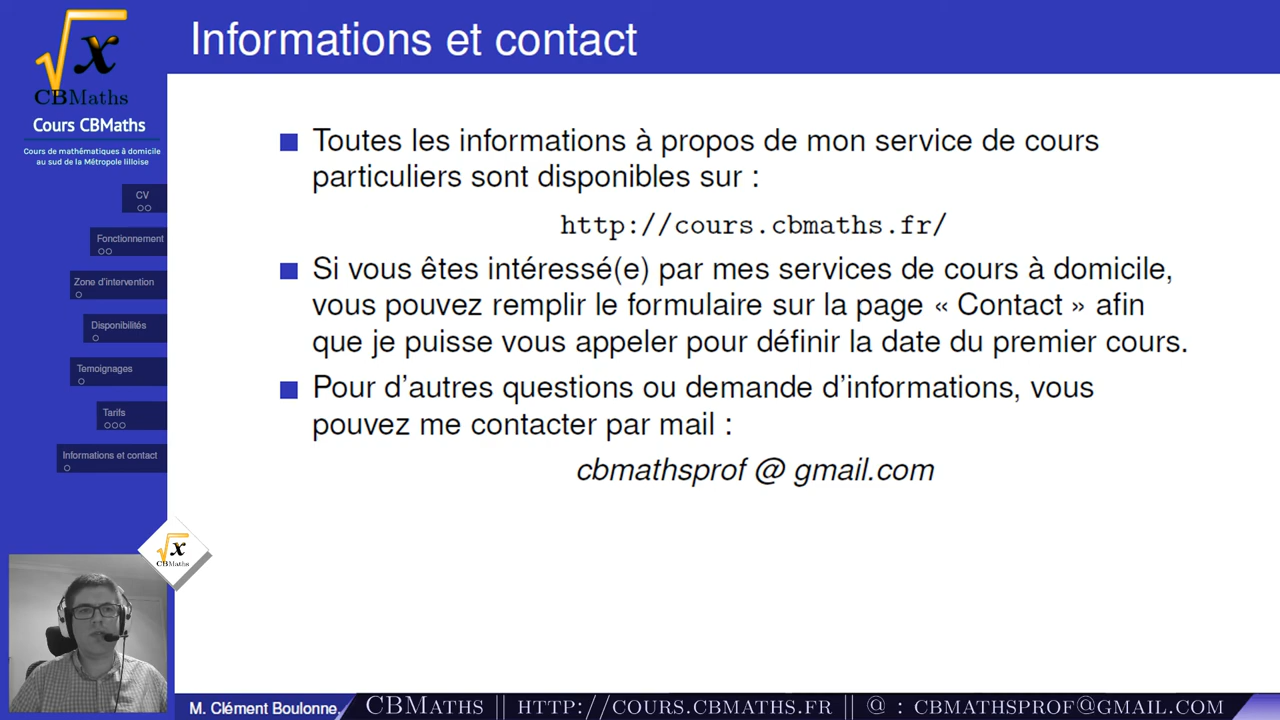 Informations et contact
x
CBMaths
Cours CBMaths
Cours de mathématiques à domicile
au sud de la Métropole lilloise
CV
Fonctionnement
Zone d'intervention
Disponibilités
Temoignages
Tarifs
Informations et contact
Toutes les informations à propos de mon service de cours
particuliers sont disponibles sur :
http://cours.cbmaths.fr/
Si vous êtes intéressé(e) par mes services de cours à domicile,
vous pouvez remplir le formulaire sur la page « Contact » afin
que je puisse vous appeler pour définir la date du premier cours.
Pour d'autres questions ou demande d'informations, vous
pouvez me contacter par mail :
cbmathsprof @ gmail.com
x
CBMaths
M. Clément Boulonne, CBMATHS || HTTP://COURS.CBMATHS.FR || @ : CBMATHSPROF@GMAIL.COM